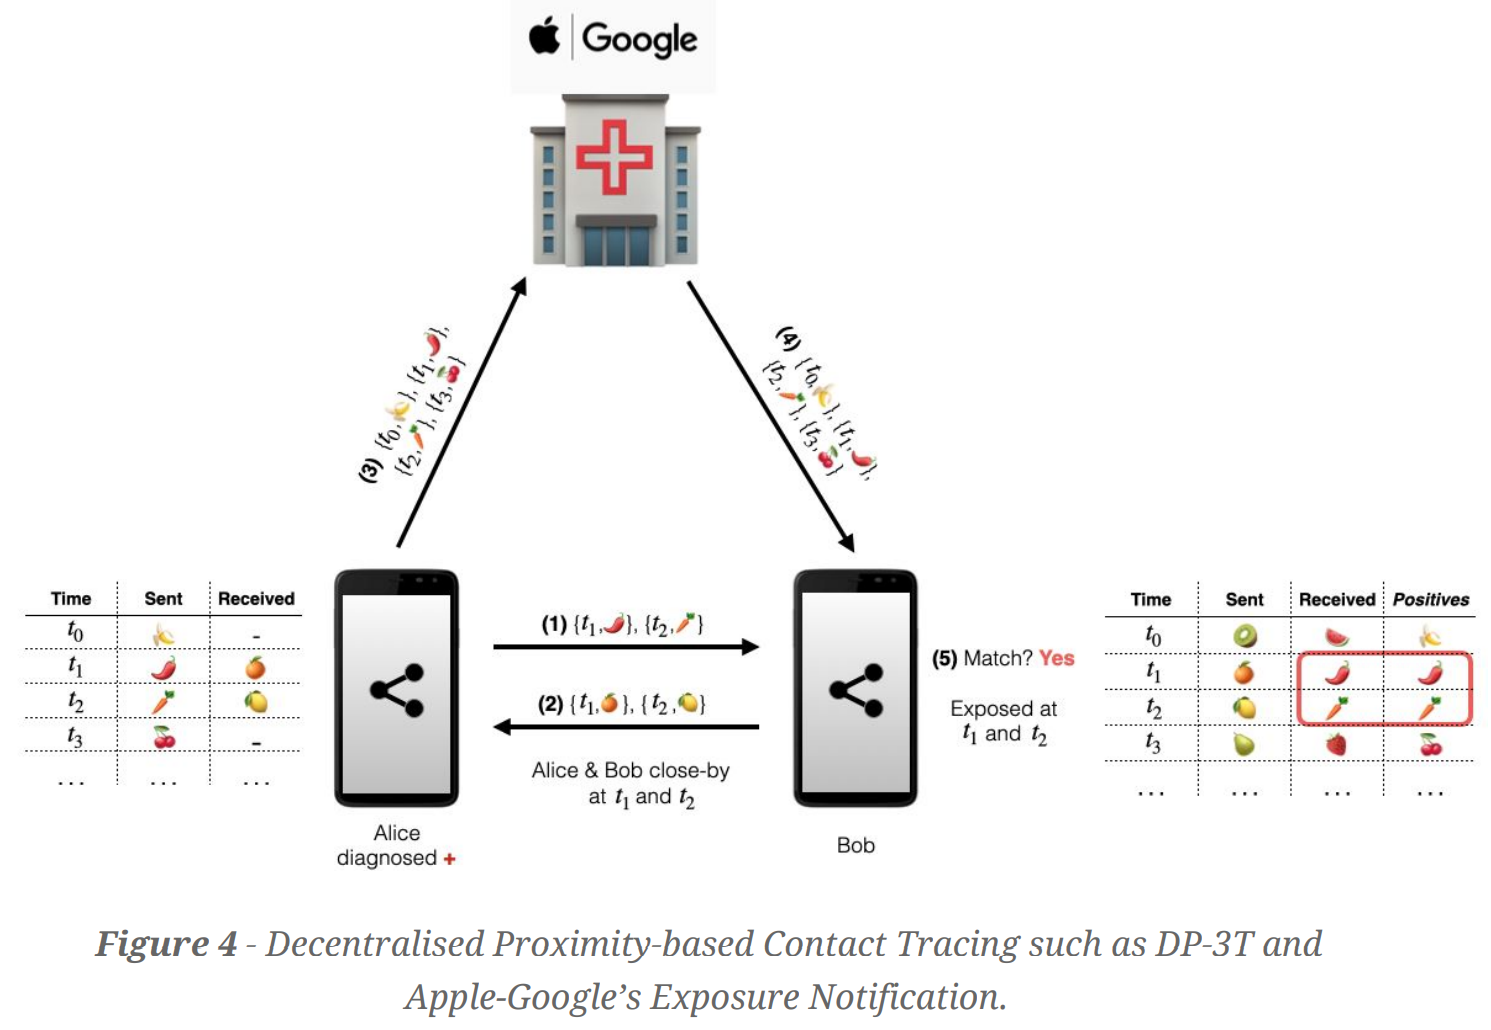 Google
(3) {t0, }, {t1, },
{t2, }, {t3, }
(4) {t0, }, {t1, },
{t2, }, {t3, }
Time Sent Received
t0 -
t1
t2
t3 -
... ... ...
(1) {t1, }, {t2, }
(2) {t1, }, {t2, }
Alice & Bob close-by
at t1 and t2
Alice
diagnosed +
Bob
(5) Match? Yes
Exposed at
t1 and t2
Time Sent Received Positives
t0
t1
t2
t3
... ... ... ...
Figure 4 - Decentralised Proximity-based Contact Tracing such as DP-3T and
Apple-Google’s Exposure Notification.